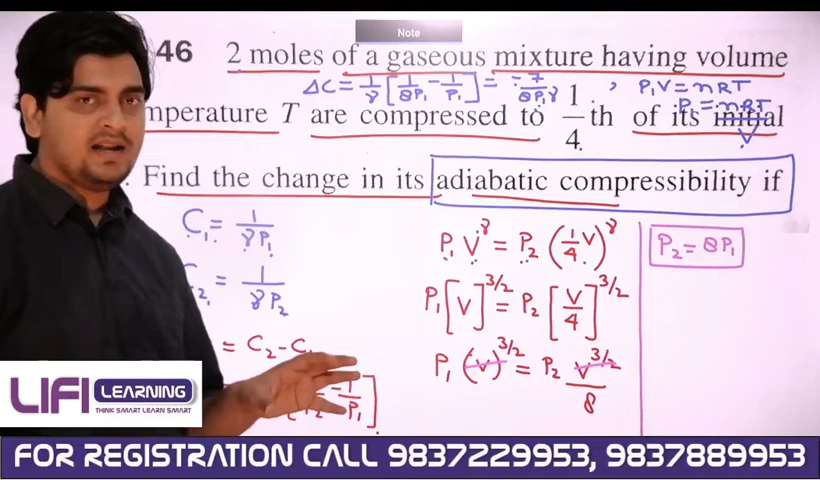 Note
46 2 moles of a gaseous mixture having volume
ΔC = 1/γ [1/8P₁ - 1/P₁] = -7/8P₁γ , P₁V = nRT
P₁ = nRT/V
mperature T are compressed to 1/4 th of its initial
Find the change in its adiabatic compressibility if
C₁ = 1/γP₁
P₁V^γ = P₂ (1/4 V)^γ
P₂ = 8P₁
C₂ = 1/γP₂
P₁[V]^3/2 = P₂ [V/4]^3/2
= C₂ - C₁
P₁ (V)^3/2 = P₂ V^3/2/8
- 1/P₁]
LIFI LEARNING
THINK SMART LEARN SMART
FOR REGISTRATION CALL 9837229953, 9837889953